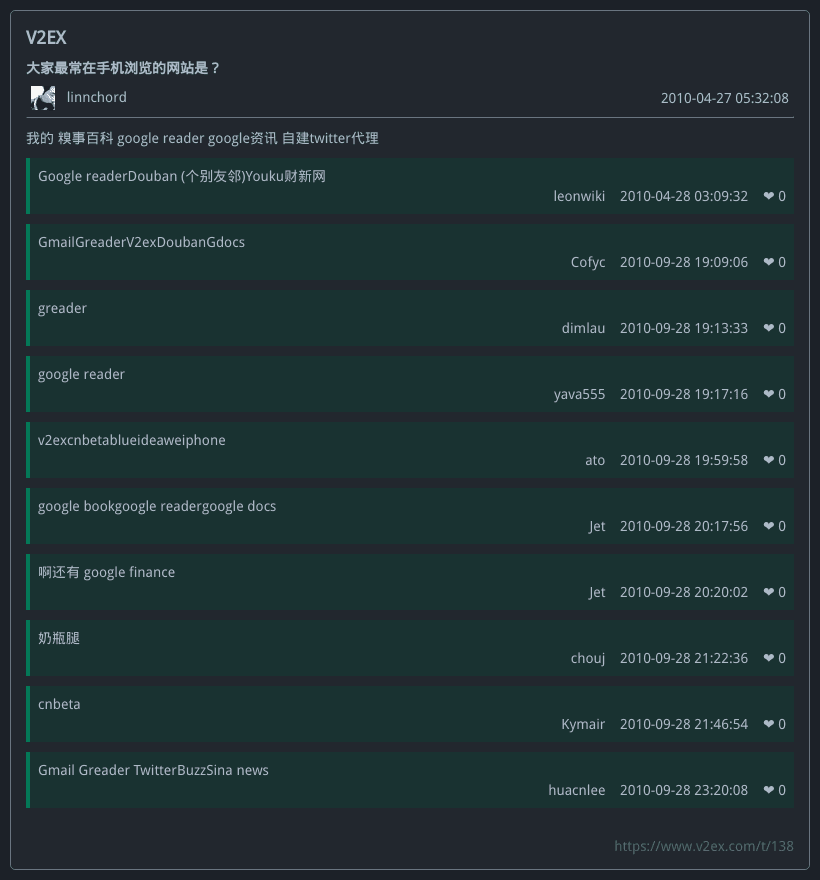 V2EX
大家最常在手机浏览的网站是？
linnchord 2010-04-27 05:32:08
我的 糗事百科 google reader google资讯 自建twitter代理
Google readerDouban (个别友邻)Youku财新网
leonwiki 2010-04-28 03:09:32 ❤ 0
GmailGreaderV2exDoubanGdocs
Cofyc 2010-09-28 19:09:06 ❤ 0
greader
dimlau 2010-09-28 19:13:33 ❤ 0
google reader
yava555 2010-09-28 19:17:16 ❤ 0
v2excnbetablueideaweiphone
ato 2010-09-28 19:59:58 ❤ 0
google bookgoogle readergoogle docs
Jet 2010-09-28 20:17:56 ❤ 0
啊还有 google finance
Jet 2010-09-28 20:20:02 ❤ 0
奶瓶腿
chouj 2010-09-28 21:22:36 ❤ 0
cnbeta
Kymair 2010-09-28 21:46:54 ❤ 0
Gmail Greader TwitterBuzzSina news
huacnlee 2010-09-28 23:20:08 ❤ 0
https://www.v2ex.com/t/138